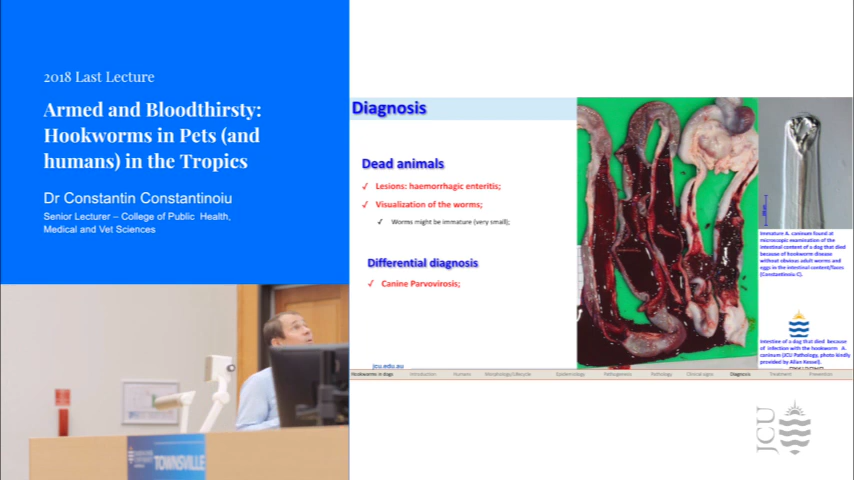 2018 Last Lecture
Armed and Bloodthirsty:
Hookworms in Pets (and
humans) in the Tropics
Dr Constantin Constantinoiu
Senior Lecturer – College of Public Health,
Medical and Vet Sciences
TOWNSVILLE
Diagnosis
Dead animals
✓ Lesions: haemorrhagic enteritis;
✓ Visualization of the worms;
✓ Worms might be immature (very small);
Differential diagnosis
✓ Canine Parvovirosis;
Immature A. caninum found at
microscopic examination of the
intestinal content of a dog that died
because of hookworm disease
without obvious adult worms and
eggs in the intestinal content/faces
(Constantinoiu C).
Intestine of a dog that died because
of infection with the hookworm A.
caninum (JCU Pathology, photo kindly
provided by Allan Kessel).
jcu.edu.au
Hookworms in dogs Introduction Humans Morphology/Lifecycle Epidemiology Pathogenesis Pathology Clinical signs Diagnosis Treatment Prevention
JCU